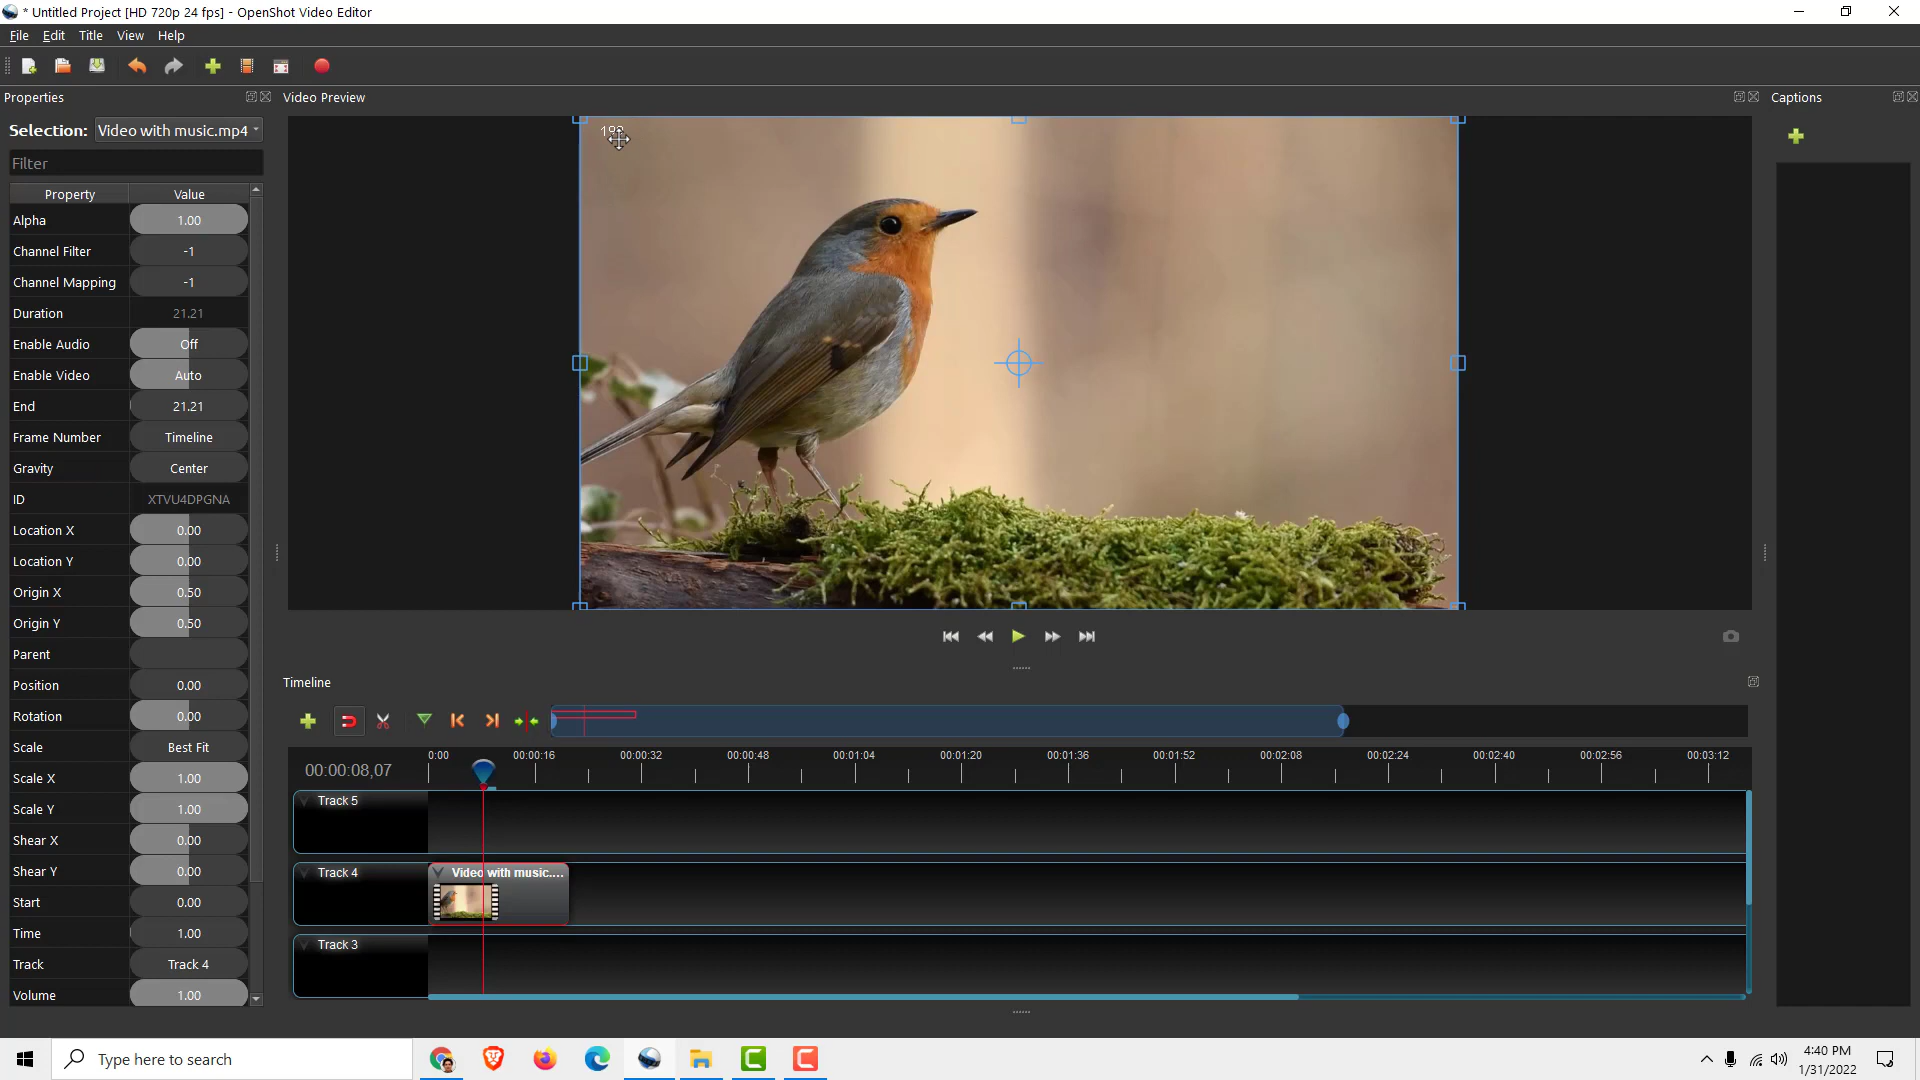 * Untitled Project [HD 720p 24 fps] - OpenShot Video Editor
File Edit Title View Help
Properties
Video Preview
Captions
Selection: Video with music.mp4
Filter
Property Value
Alpha 1.00
Channel Filter -1
Channel Mapping -1
Duration 21.21
Enable Audio Off
Enable Video Auto
End 21.21
Frame Number Timeline
Gravity Center
ID XTVU4DPGNA
Location X 0.00
Location Y 0.00
Origin X 0.50
Origin Y 0.50
Parent
Position 0.00
Rotation 0.00
Scale Best Fit
Scale X 1.00
Scale Y 1.00
Shear X 0.00
Shear Y 0.00
Start 0.00
Time 1.00
Track Track 4
Volume 1.00
Timeline
0:00 00:00:16 00:00:32 00:00:48 00:01:04 00:01:20 00:01:36 00:01:52 00:02:08 00:02:24 00:02:40 00:02:56 00:03:12
00:00:08,07
Track 5
Track 4
Video with music....
Track 3
Type here to search
4:40 PM
1/31/2022